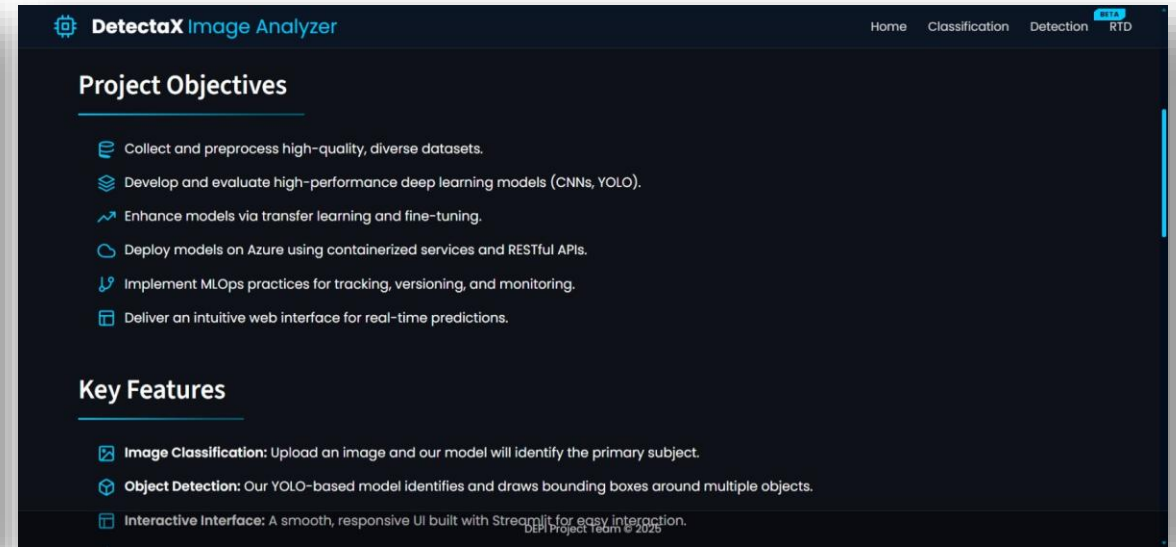 DetectaX Image Analyzer
Home Classification Detection RTD
BETA
Project Objectives
Collect and preprocess high-quality, diverse datasets.
Develop and evaluate high-performance deep learning models (CNNs, YOLO).
Enhance models via transfer learning and fine-tuning.
Deploy models on Azure using containerized services and RESTful APIs.
Implement MLOps practices for tracking, versioning, and monitoring.
Deliver an intuitive web interface for real-time predictions.
Key Features
Image Classification: Upload an image and our model will identify the primary subject.
Object Detection: Our YOLO-based model identifies and draws bounding boxes around multiple objects.
Interactive Interface: A smooth, responsive UI built with Streamlit for easy interaction.
DEPI Project Team © 2025